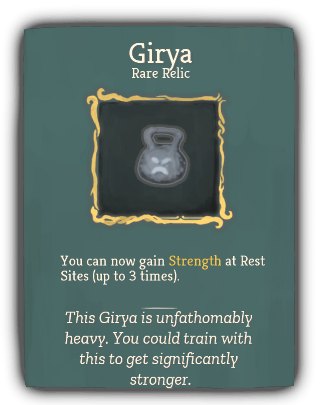 Girya
Rare Relic
You can now gain Strength at Rest
Sites (up to 3 times).
This Girya is unfathomably
heavy. You could train with
this to get significantly
stronger.